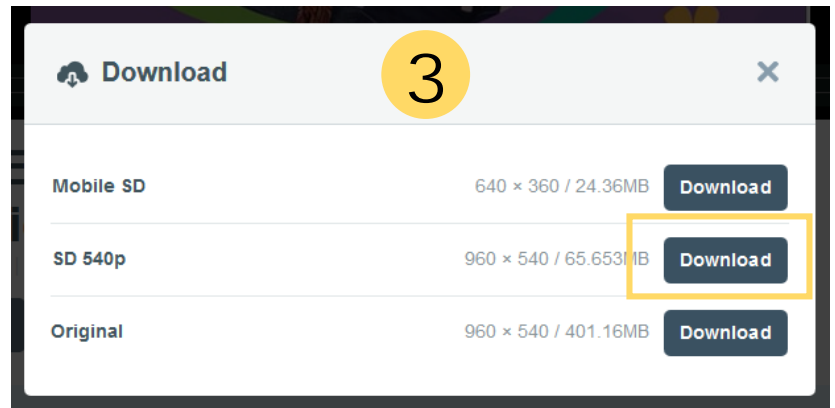 Download
3
Mobile SD 640 × 360 / 24.36MB Download
SD 540p 960 × 540 / 65.653MB Download
Original 960 × 540 / 401.16MB Download